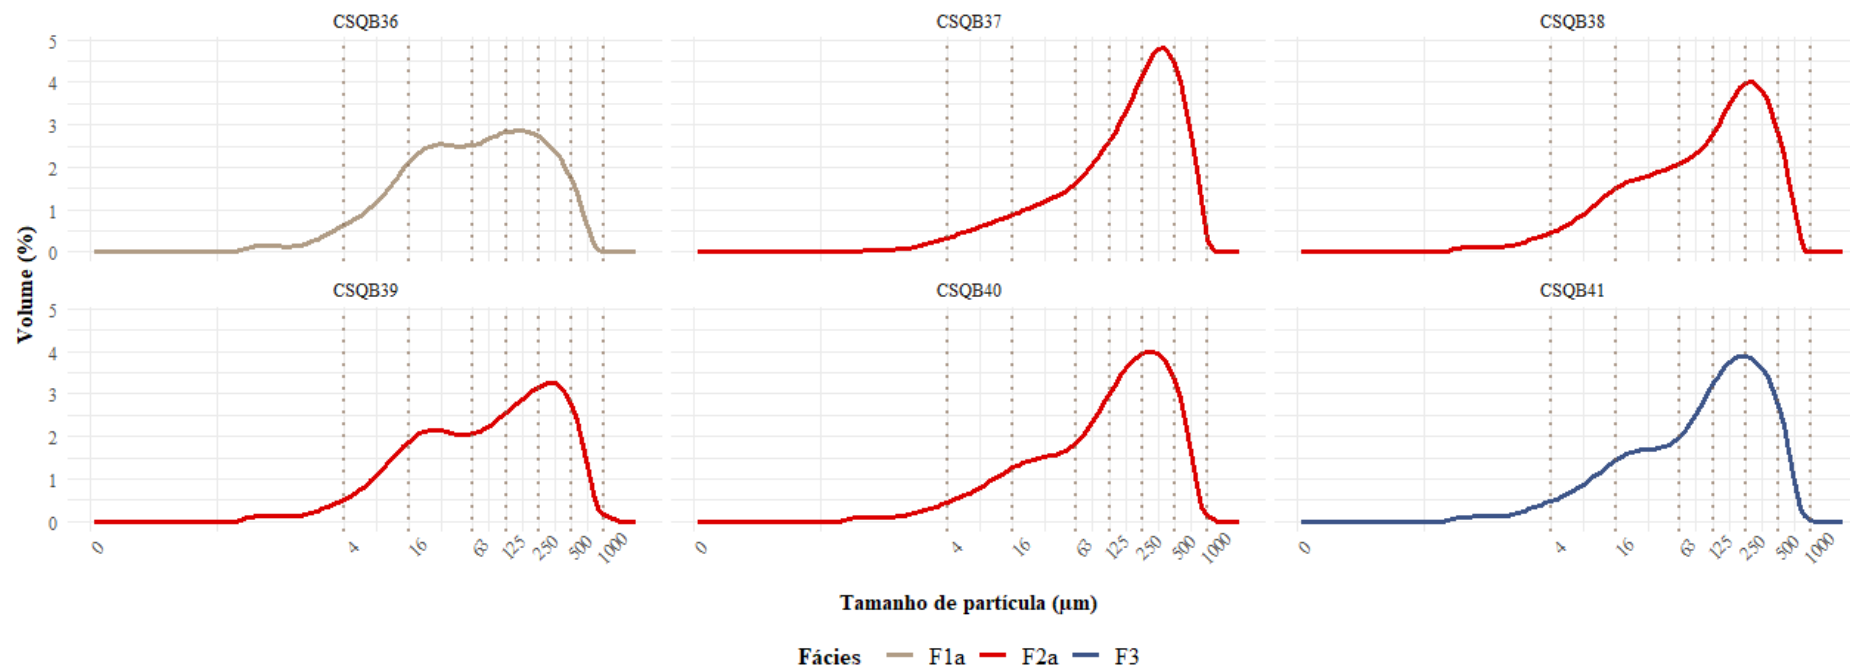 CSQB36 CSQB37 CSQB38
5
4
3
2
1
0
CSQB39 CSQB40 CSQB41
5
4
3
2
1
0
Volume (%)
0 4 16 63 125 250 500 1000 0 4 16 63 125 250 500 1000 0 4 16 63 125 250 500 1000
Tamanho de partícula (µm)
Fácies F1a F2a F3